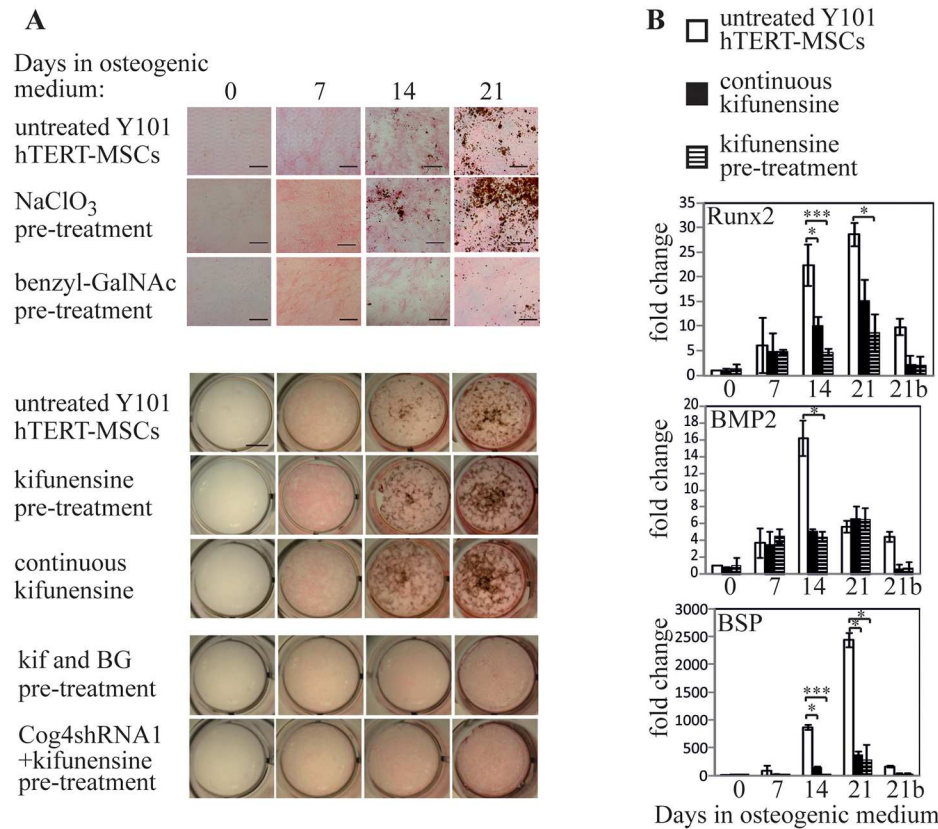 A
Days in osteogenic
medium:
0 7 14 21
untreated Y101
hTERT-MSCs
NaClO3
pre-treatment
benzyl-GalNAc
pre-treatment
untreated Y101
hTERT-MSCs
kifunensine
pre-treatment
continuous
kifunensine
kif and BG
pre-treatment
Cog4shRNA1
+kifunensine
pre-treatment
B
untreated Y101
hTERT-MSCs
continuous
kifunensine
kifunensine
pre-treatment
Runx2
fold change
35
30
25
20
15
10
5
0
***
*
*
0 7 14 21 21b
BMP2
fold change
20
18
16
14
12
10
8
6
4
2
0
*
0 7 14 21 21b
BSP
fold change
3000
2500
2000
1500
1000
500
0
***
*
*
*
0 7 14 21 21b
Days in osteogenic medium